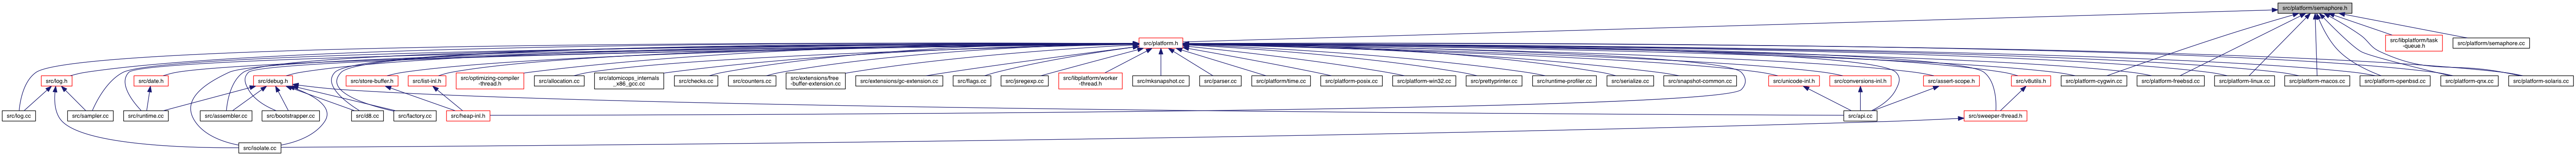 src/platform/semaphore.h
src/platform.h
src/libplatform/task
-queue.h
src/platform/semaphore.cc
src/log.h
src/date.h
src/debug.h
src/store-buffer.h
src/list-inl.h
src/optimizing-compiler
-thread.h
src/allocation.cc
src/atomicops_internals
_x86_gcc.cc
src/checks.cc
src/counters.cc
src/extensions/free
-buffer-extension.cc
src/extensions/gc-extension.cc
src/flags.cc
src/jsregexp.cc
src/libplatform/worker
-thread.h
src/mksnapshot.cc
src/parser.cc
src/platform/time.cc
src/platform-posix.cc
src/platform-win32.cc
src/prettyprinter.cc
src/runtime-profiler.cc
src/serialize.cc
src/snapshot-common.cc
src/unicode-inl.h
src/conversions-inl.h
src/assert-scope.h
src/v8utils.h
src/platform-cygwin.cc
src/platform-freebsd.cc
src/platform-linux.cc
src/platform-macos.cc
src/platform-openbsd.cc
src/platform-qnx.cc
src/platform-solaris.cc
src/log.cc
src/sampler.cc
src/runtime.cc
src/assembler.cc
src/bootstrapper.cc
src/d8.cc
src/factory.cc
src/heap-inl.h
src/api.cc
src/sweeper-thread.h
src/isolate.cc